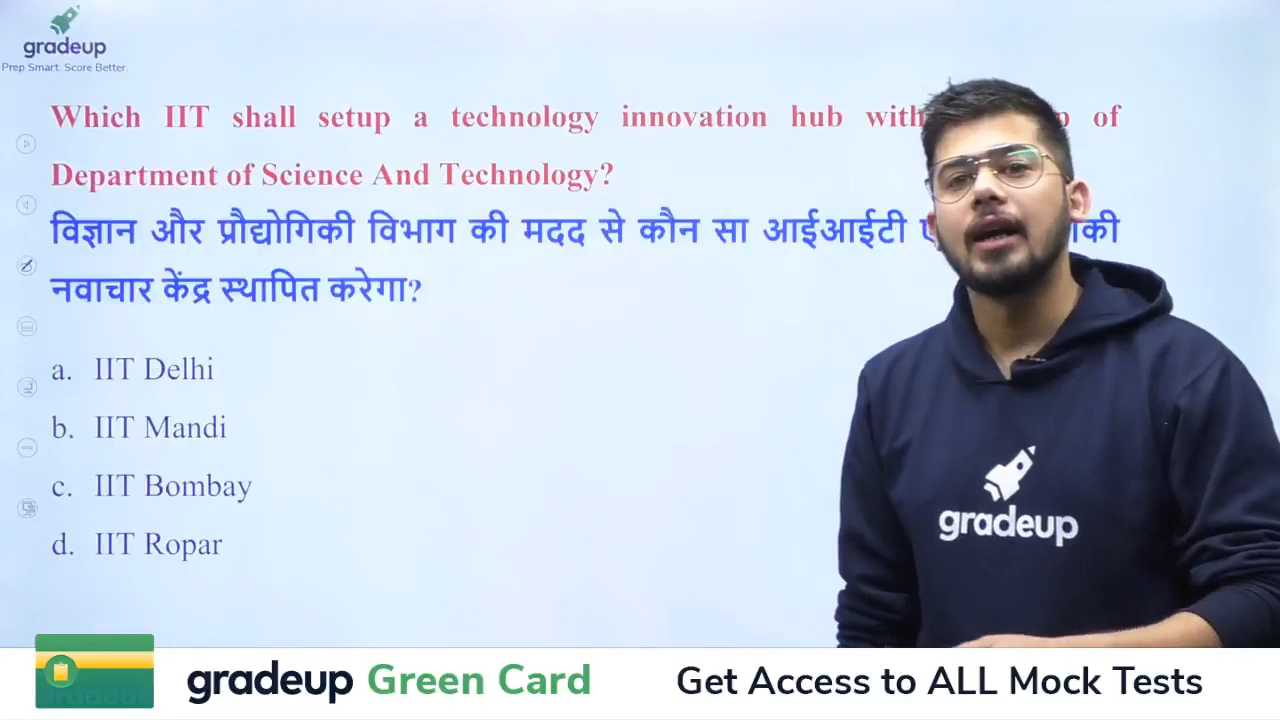 gradeup
Prep Smart. Score Better.
Which IIT shall setup a technology innovation hub with of
Department of Science And Technology?
विज्ञान और प्रौद्योगिकी विभाग की मदद से कौन सा आईआईटी
नवाचार केंद्र स्थापित करेगा?
a. IIT Delhi
b. IIT Mandi
c. IIT Bombay
d. IIT Ropar
gradeup
gradeup Green Card Get Access to ALL Mock Tests